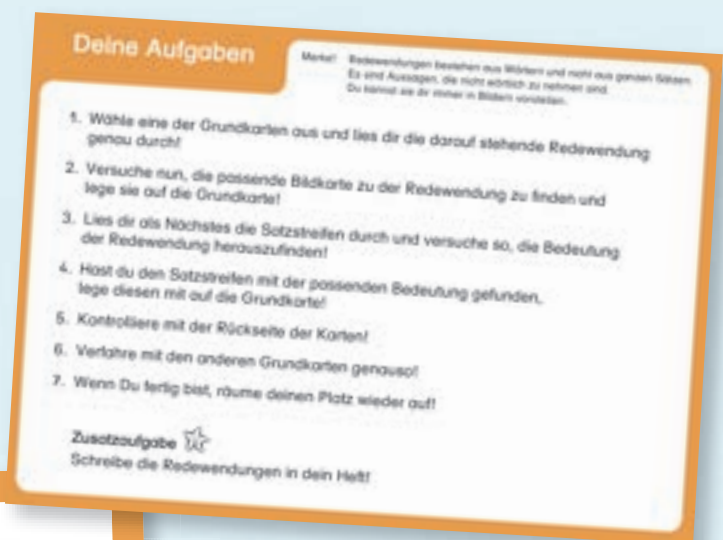 Deine Aufgaben
Merke! Redewendungen bestehen aus Wörtern und nicht aus ganzen Sätzen.
Es sind Aussagen, die nicht wörtlich zu nehmen sind.
Du kannst sie dir immer in Bildern vorstellen.
1. Wähle eine der Grundkarten aus und lies dir die darauf stehende Redewendung
genau durch!
2. Versuche nun, die passende Bildkarte zu der Redewendung zu finden und
lege sie auf die Grundkarte!
3. Lies dir als Nächstes die Satzstreifen durch und versuche so, die Bedeutung
der Redewendung herauszufinden!
4. Hast du den Satzstreifen mit der passenden Bedeutung gefunden,
lege diesen mit auf die Grundkarte!
5. Kontrolliere mit der Rückseite der Karten!
6. Verfahre mit den anderen Grundkarten genauso!
7. Wenn Du fertig bist, räume deinen Platz wieder auf!
Zusatzaufgabe
Schreibe die Redewendungen in dein Heft!